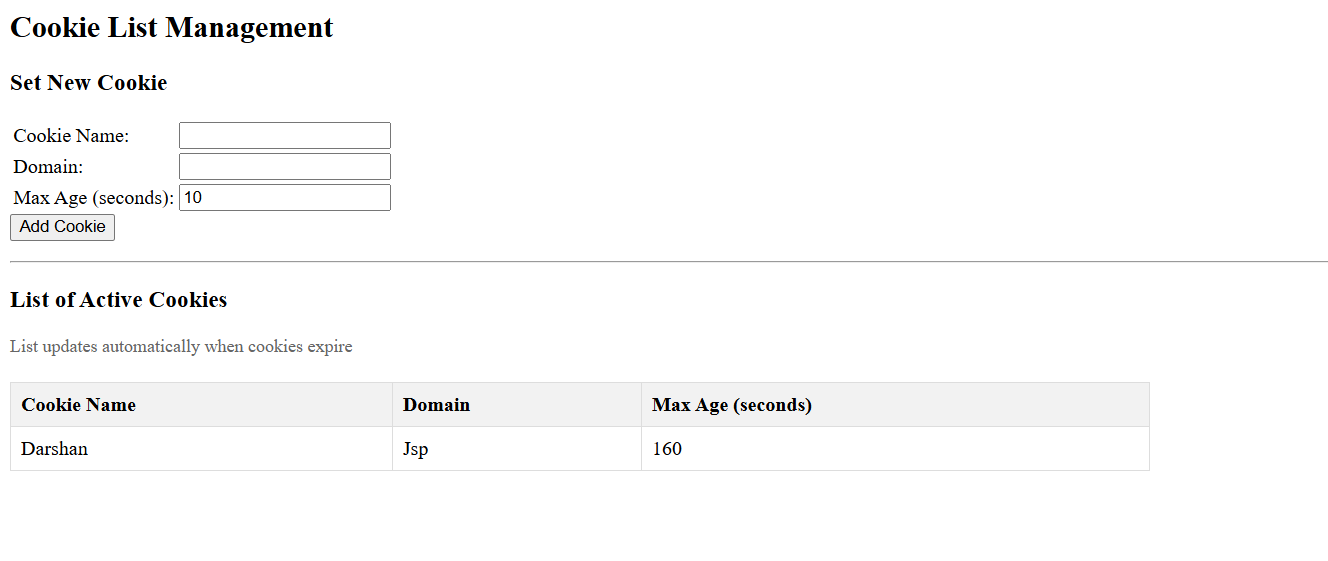 Cookie List Management
Set New Cookie
Cookie Name:
Domain:
Max Age (seconds): 10
Add Cookie
List of Active Cookies
List updates automatically when cookies expire
Cookie Name Domain Max Age (seconds)
Darshan Jsp 160